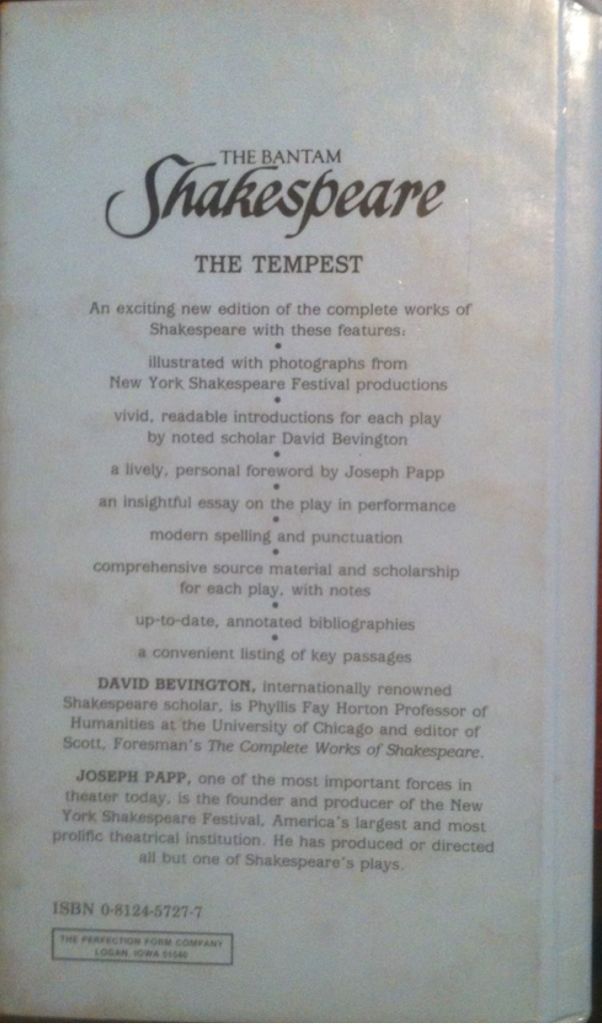 THE BANTAM
Shakespeare
THE TEMPEST
An exciting new edition of the complete works of
Shakespeare with these features:
•
illustrated with photographs from
New York Shakespeare Festival productions
•
vivid, readable introductions for each play
by noted scholar David Bevington
•
a lively, personal foreword by Joseph Papp
•
an insightful essay on the play in performance
•
modern spelling and punctuation
•
comprehensive source material and scholarship
for each play, with notes
•
up-to-date, annotated bibliographies
•
a convenient listing of key passages
DAVID BEVINGTON, internationally renowned
Shakespeare scholar, is Phyllis Fay Horton Professor of
Humanities at the University of Chicago and editor of
Scott, Foresman's The Complete Works of Shakespeare.
JOSEPH PAPP, one of the most important forces in
theater today, is the founder and producer of the New
York Shakespeare Festival, America's largest and most
prolific theatrical institution. He has produced or directed
all but one of Shakespeare's plays.
ISBN 0-8124-5727-7
THE PERFECTION FORM COMPANY
LOGAN, IOWA 51546